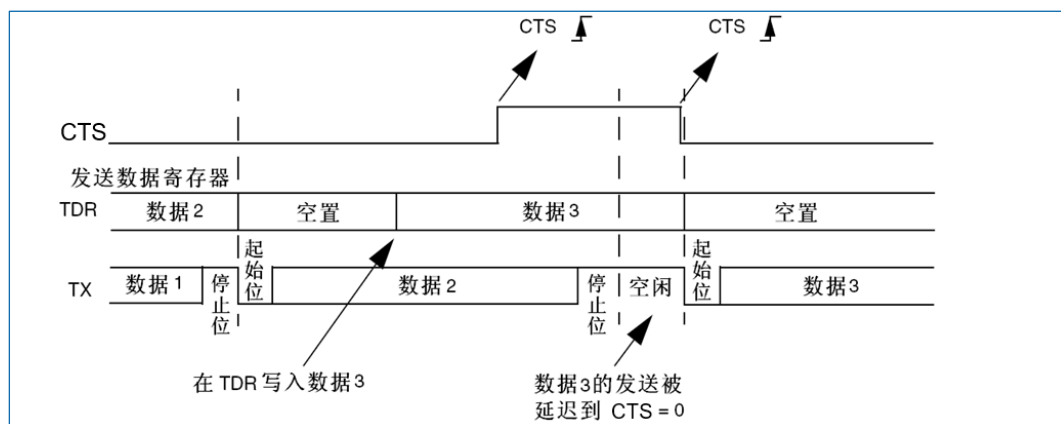 CTS CTS
CTS
发送数据寄存器
TDR 数据2 空置 数据3 空置
TX 数据1 停止位 起始位 数据2 停止位 空闲 起始位 数据3
在 TDR 写入数据3
数据3的发送被
延迟到 CTS = 0